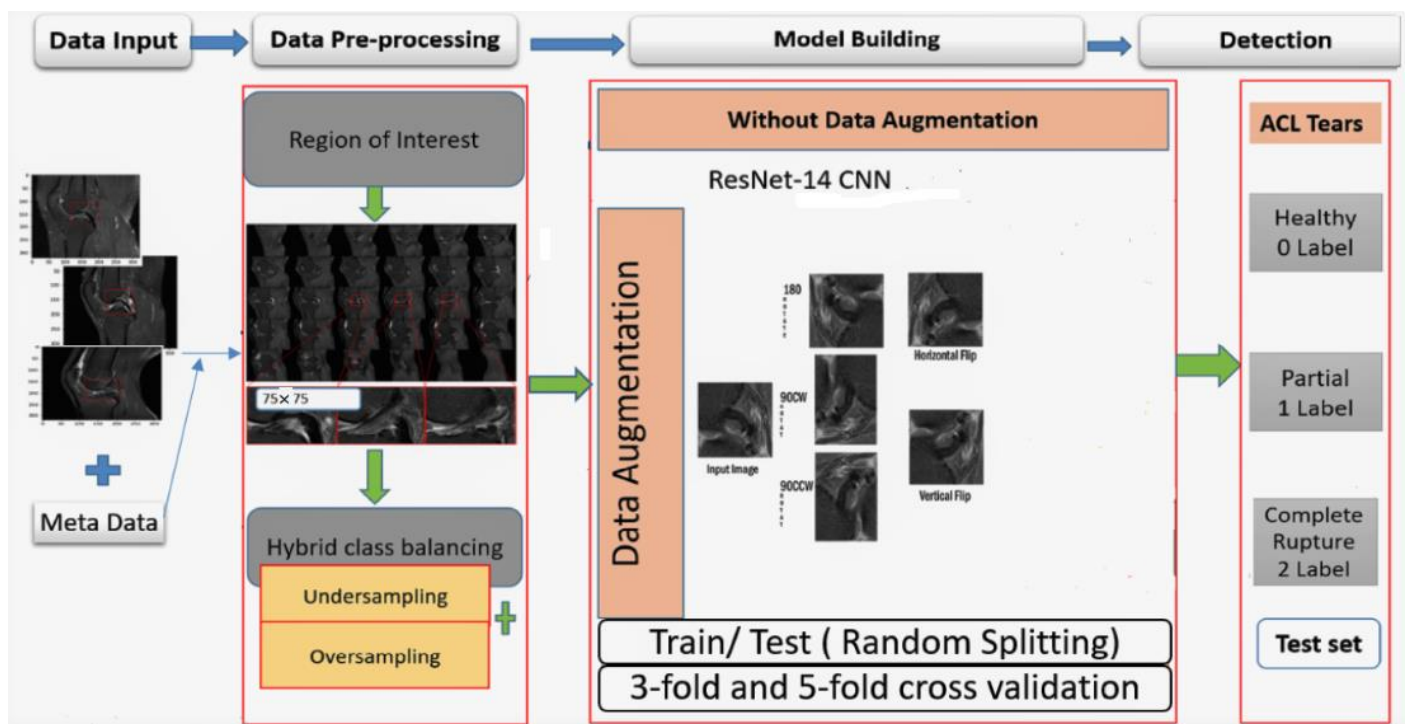 Data Input
Data Pre-processing
Model Building
Detection
Region of Interest
75×75
Meta Data
Hybrid class balancing
Undersampling
Oversampling
Without Data Augmentation
ResNet-14 CNN
Data Augmentation
180
Horizontal Flip
90CW
Input Image
90CCW
Vertical Flip
Train/ Test ( Random Splitting)
3-fold and 5-fold cross validation
ACL Tears
Healthy
0 Label
Partial
1 Label
Complete
Rupture
2 Label
Test set